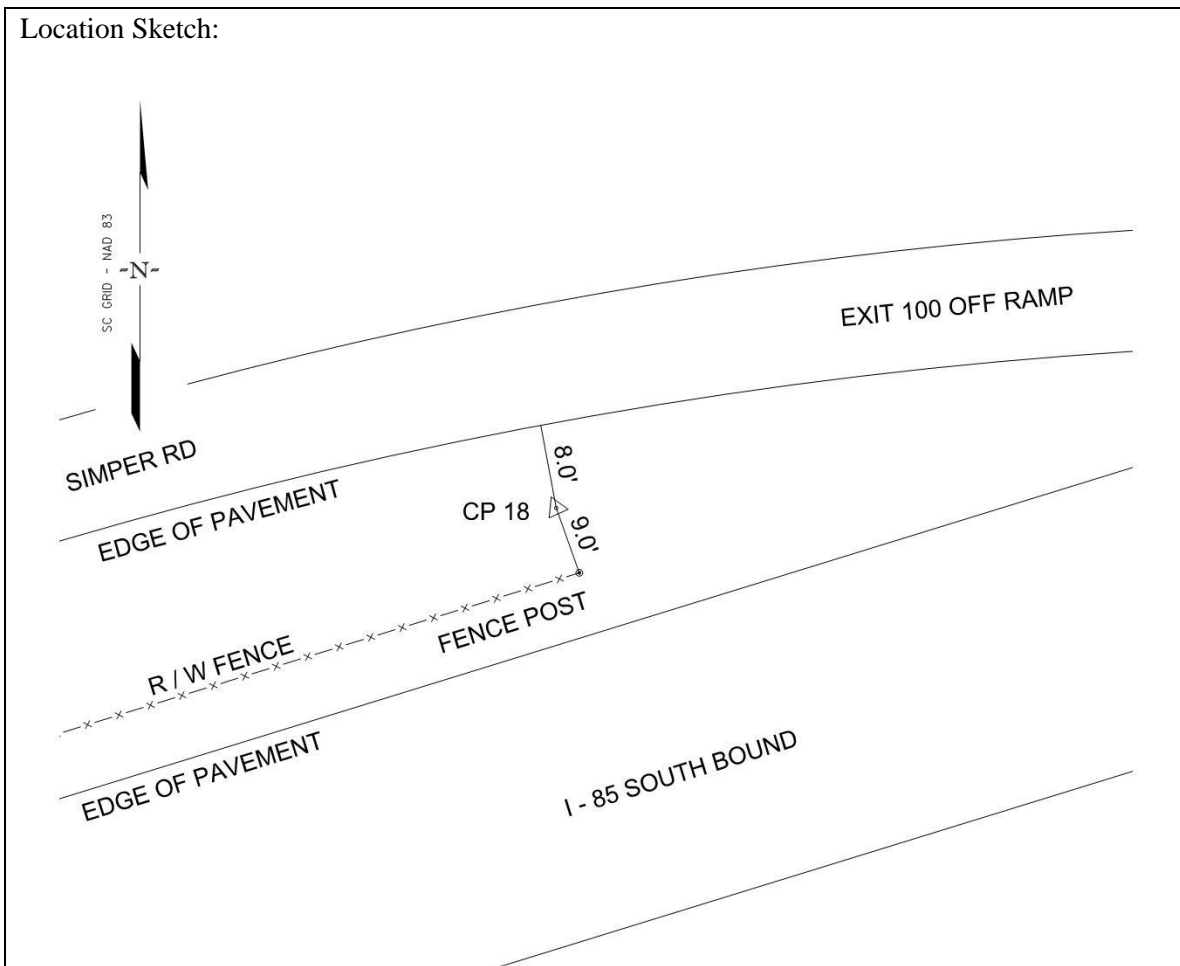 Location Sketch:
SC GRID - NAD 83
-N-
EXIT 100 OFF RAMP
SIMPER RD
EDGE OF PAVEMENT
8.0'
CP 18
9.0'
FENCE POST
R / W FENCE
EDGE OF PAVEMENT
I - 85 SOUTH BOUND